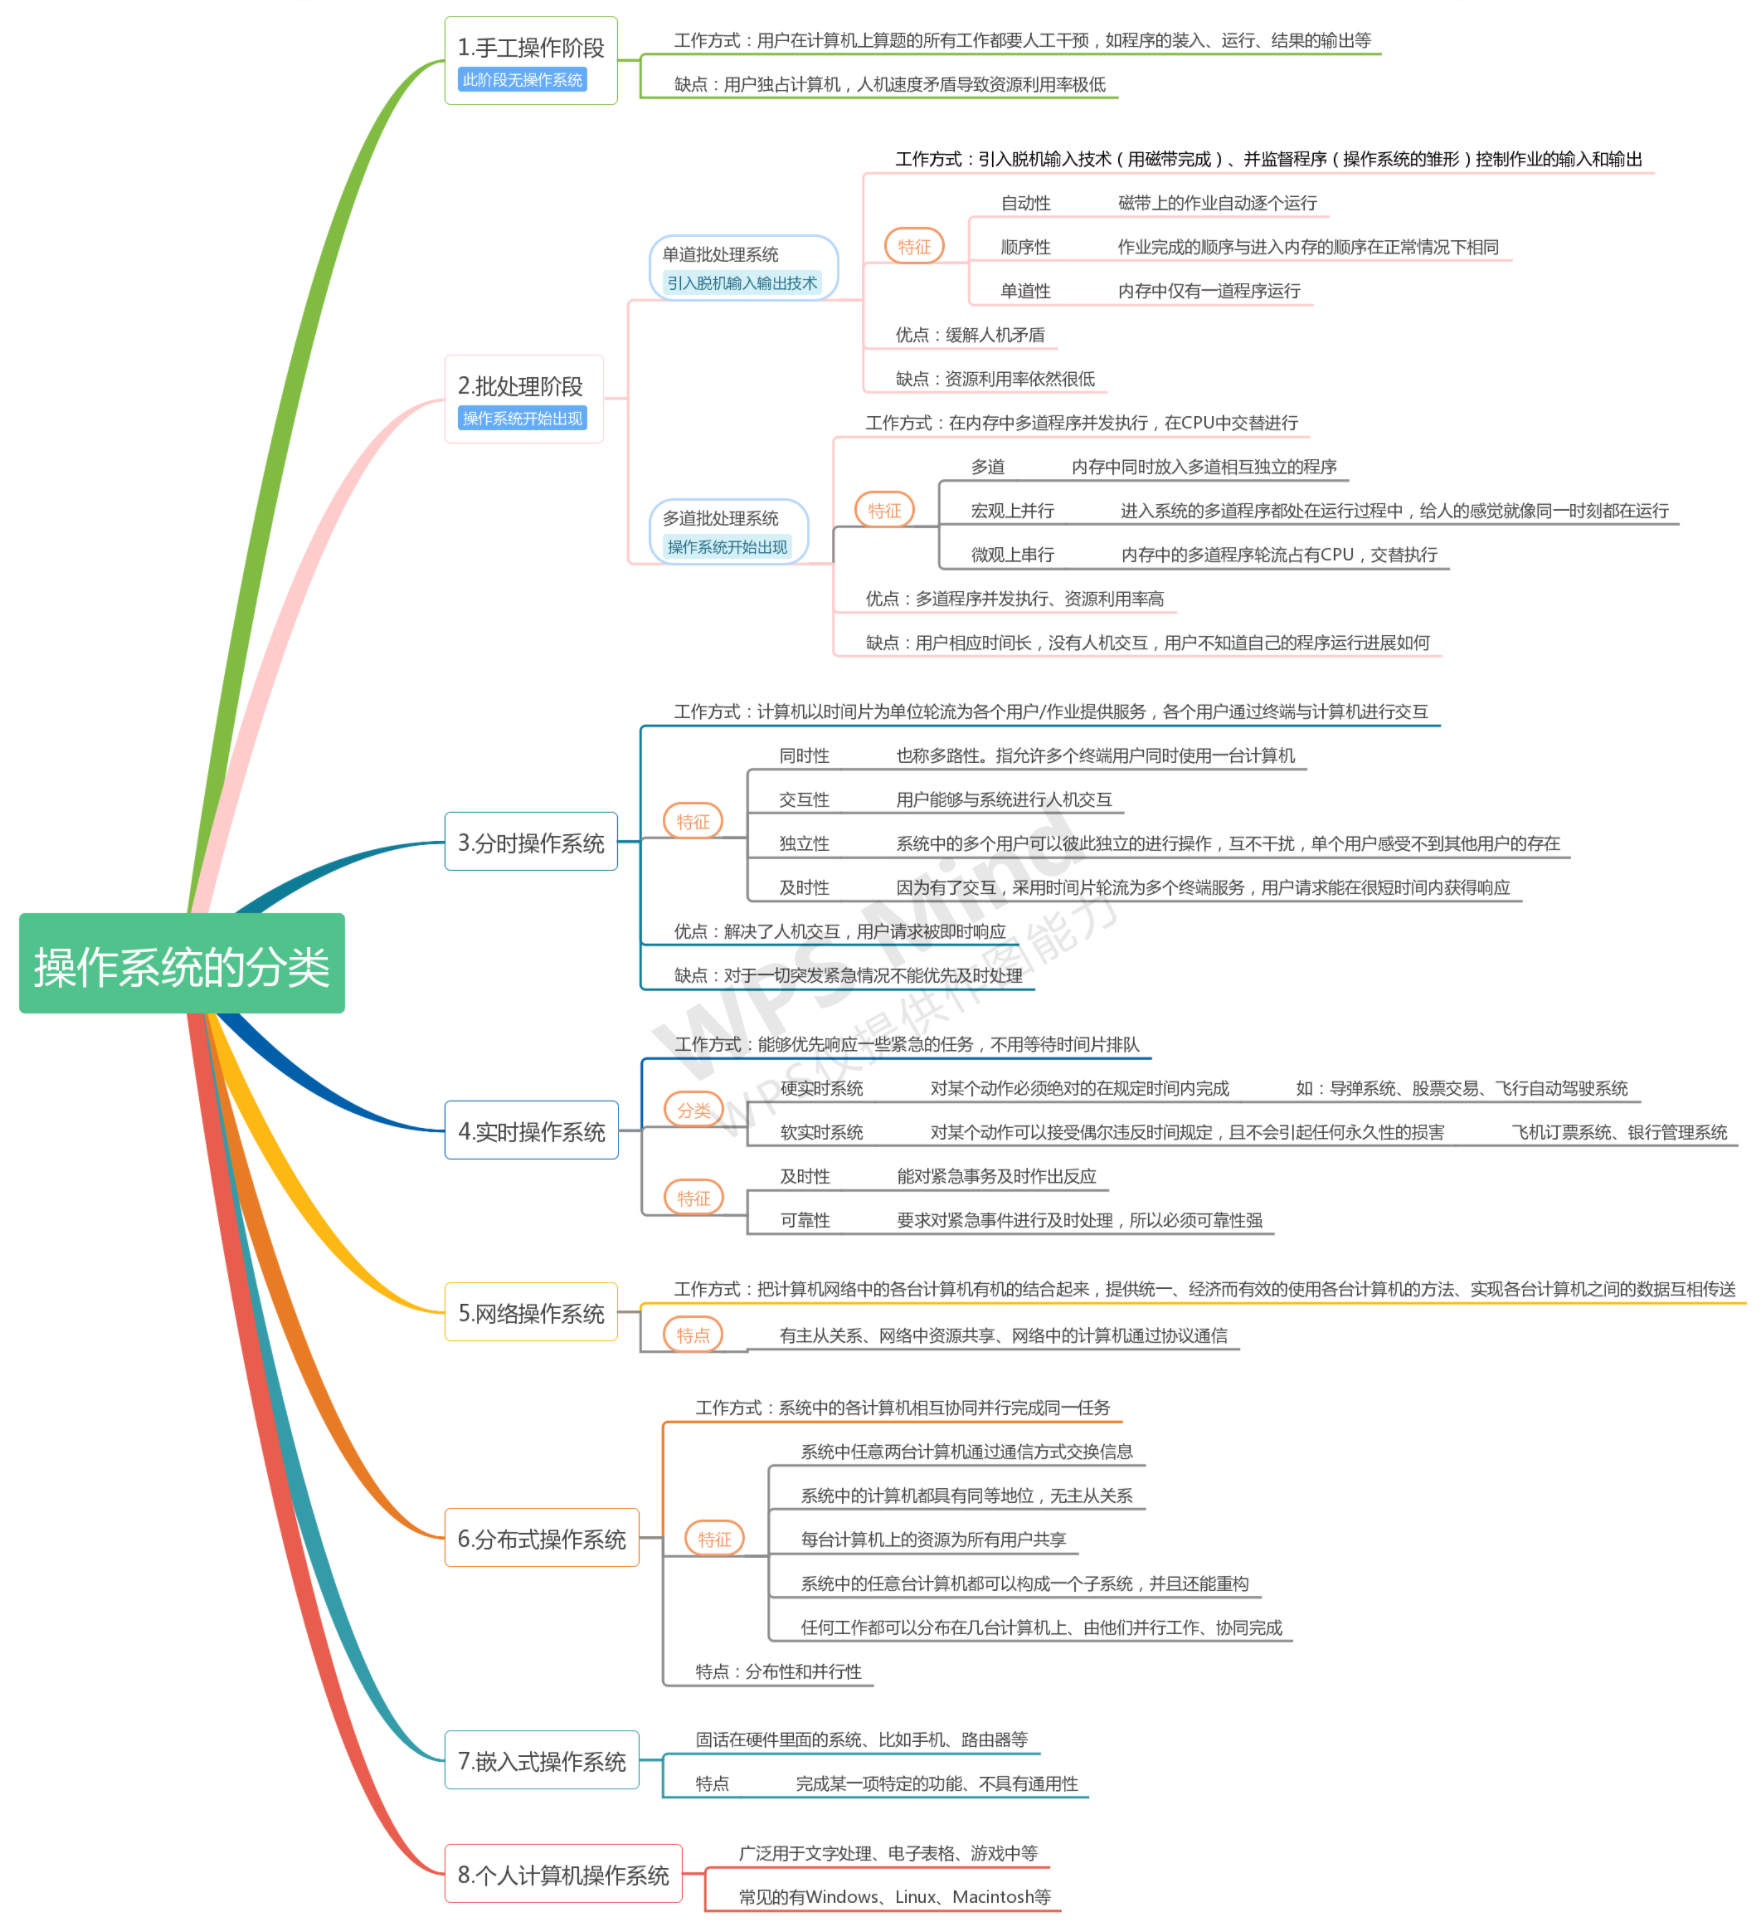 操作系统的分类
1.手工操作阶段
此阶段无操作系统
工作方式：用户在计算机上算题的所有工作都要人工干预，如程序的装入、运行、结果的输出等
缺点：用户独占计算机，人机速度矛盾导致资源利用率极低
2.批处理阶段
操作系统开始出现
单道批处理系统
引入脱机输入输出技术
工作方式：引入脱机输入技术（用磁带完成）、并监督程序（操作系统的雏形）控制作业的输入和输出
特征
自动性 磁带上的作业自动逐个运行
顺序性 作业完成的顺序与进入内存的顺序在正常情况下相同
单道性 内存中仅有一道程序运行
优点：缓解人机矛盾
缺点：资源利用率依然很低
多道批处理系统
操作系统开始出现
工作方式：在内存中多道程序并发执行，在CPU中交替进行
特征
多道 内存中同时放入多道相互独立的程序
宏观上并行 进入系统的多道程序都处在运行过程中，给人的感觉就像同一时刻都在运行
微观上串行 内存中的多道程序轮流占有CPU，交替执行
优点：多道程序并发执行、资源利用率高
缺点：用户相应时间长，没有人机交互，用户不知道自己的程序运行进展如何
3.分时操作系统
工作方式：计算机以时间片为单位轮流为各个用户/作业提供服务，各个用户通过终端与计算机进行交互
特征
同时性 也称多路性。指允许多个终端用户同时使用一台计算机
交互性 用户能够与系统进行人机交互
独立性 系统中的多个用户可以彼此独立的进行操作，互不干扰，单个用户感受不到其他用户的存在
及时性 因为有了交互，采用时间片轮流为多个终端服务，用户请求能在很短时间内获得响应
优点：解决了人机交互，用户请求被即时响应
缺点：对于一切突发紧急情况不能优先及时处理
4.实时操作系统
工作方式：能够优先响应一些紧急的任务，不用等待时间片排队
分类
硬实时系统 对某个动作必须绝对的在规定时间内完成 如：导弹系统、股票交易、飞行自动驾驶系统
软实时系统 对某个动作可以接受偶尔违反时间规定，且不会引起任何永久性的损害 飞机订票系统、银行管理系统
特征
及时性 能对紧急事务及时作出反应
可靠性 要求对紧急事件进行及时处理，所以必须可靠性强
5.网络操作系统
工作方式：把计算机网络中的各台计算机有机的结合起来，提供统一、经济而有效的使用各台计算机的方法、实现各台计算机之间的数据互相传送
特点
有主从关系、网络中资源共享、网络中的计算机通过协议通信
6.分布式操作系统
工作方式：系统中的各计算机相互协同并行完成同一任务
特征
系统中任意两台计算机通过通信方式交换信息
系统中的计算机都具有同等地位，无主从关系
每台计算机上的资源为所有用户共享
系统中的任意台计算机都可以构成一个子系统，并且还能重构
任何工作都可以分布在几台计算机上、由他们并行工作、协同完成
特点：分布性和并行性
7.嵌入式操作系统
固话在硬件里面的系统、比如手机、路由器等
特点 完成某一项特定的功能、不具有通用性
8.个人计算机操作系统
广泛用于文字处理、电子表格、游戏中等
常见的有Windows、Linux、Macintosh等
WPS Mind
WPS仅提供作图能力